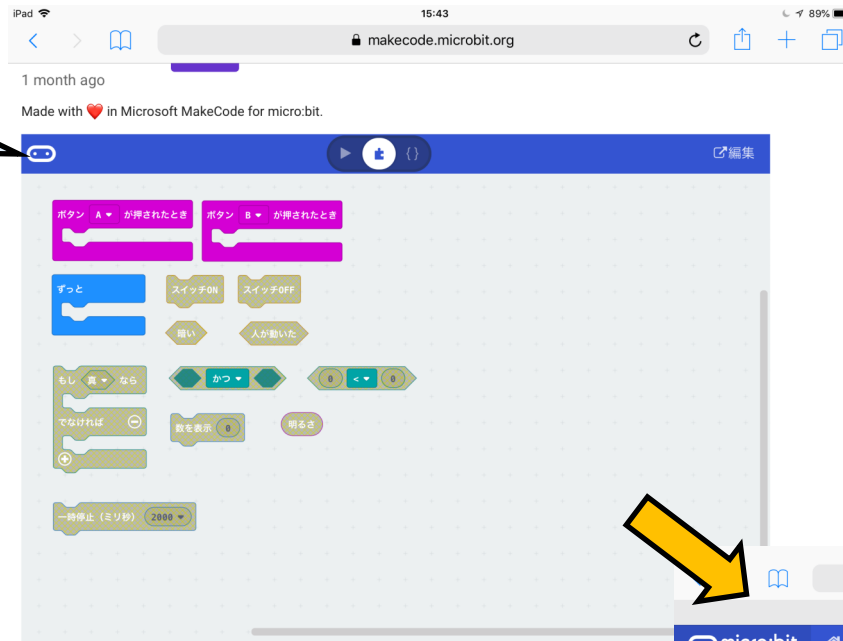 iPad 15:43 89%
makecode.microbit.org
1 month ago
Made with ❤️ in Microsoft MakeCode for micro:bit.
{} 編集
ボタン A ▼ が押されたとき ボタン B ▼ が押されたとき
ずっと スイッチON スイッチOFF
暗い 人が動いた
もし 真 ▼ なら かつ ▼ 0 < ▼ 0
でなければ 数を表示 0 明るさ
一時停止（ミリ秒） 2000 ▼
micro:bit